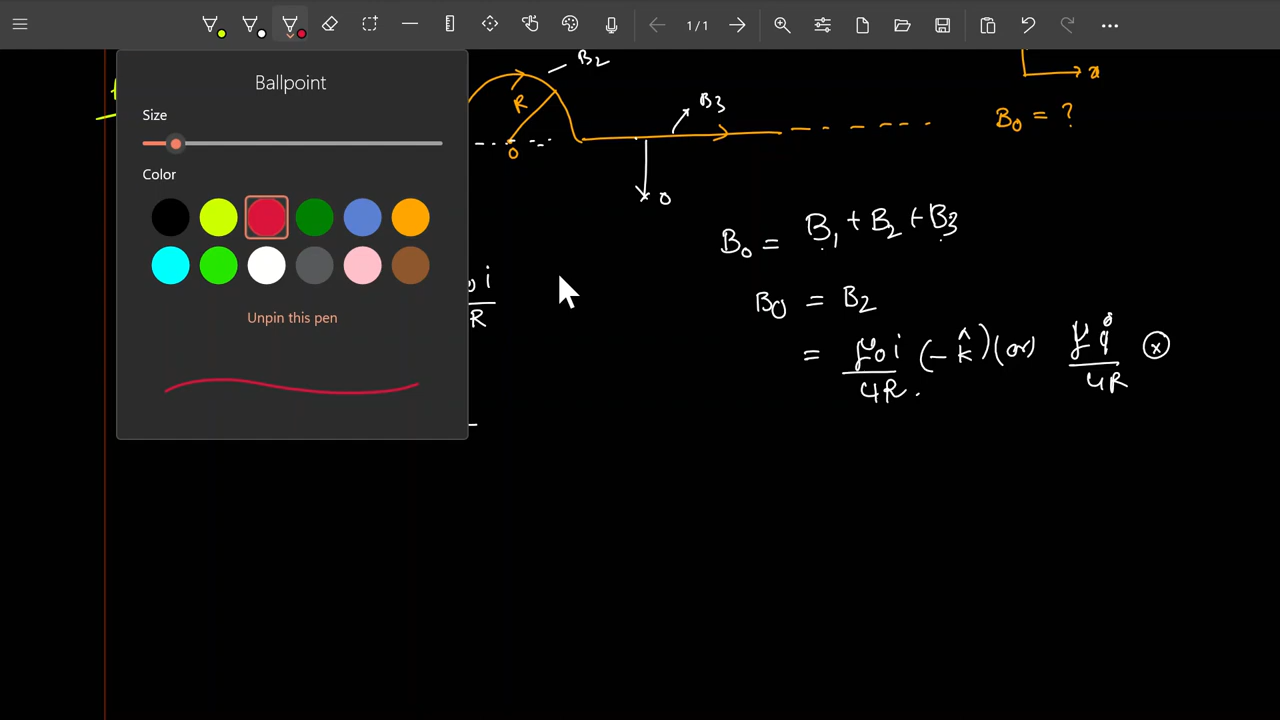 1/1
Ballpoint
Size
Color
Unpin this pen
B2
R
O
B3
O
x
B₀ = ?
B₀ = B₁ + B₂ + B₃
B₀ = B₂
= μ₀i/4R (-k̂) (or) μ₀i/4R ⊗
i
R